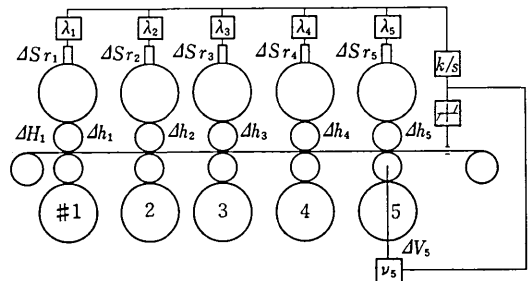 λ₁ λ₂ λ₃ λ₄ λ₅
ΔSr₁ ΔSr₂ ΔSr₃ ΔSr₄ ΔSr₅
k/s
ΔH₁ Δh₁ Δh₂ Δh₃ Δh₄ Δh₅
#1 2 3 4 5
ΔV₅
ν₅